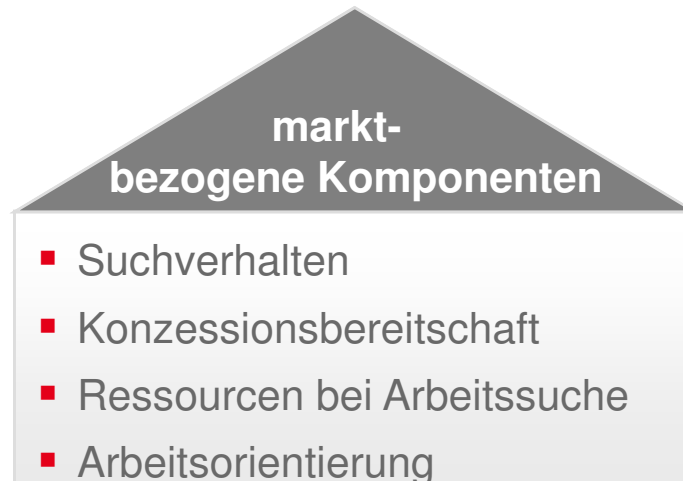 markt-
bezogene Komponenten
Suchverhalten
Konzessionsbereitschaft
Ressourcen bei Arbeitssuche
Arbeitsorientierung